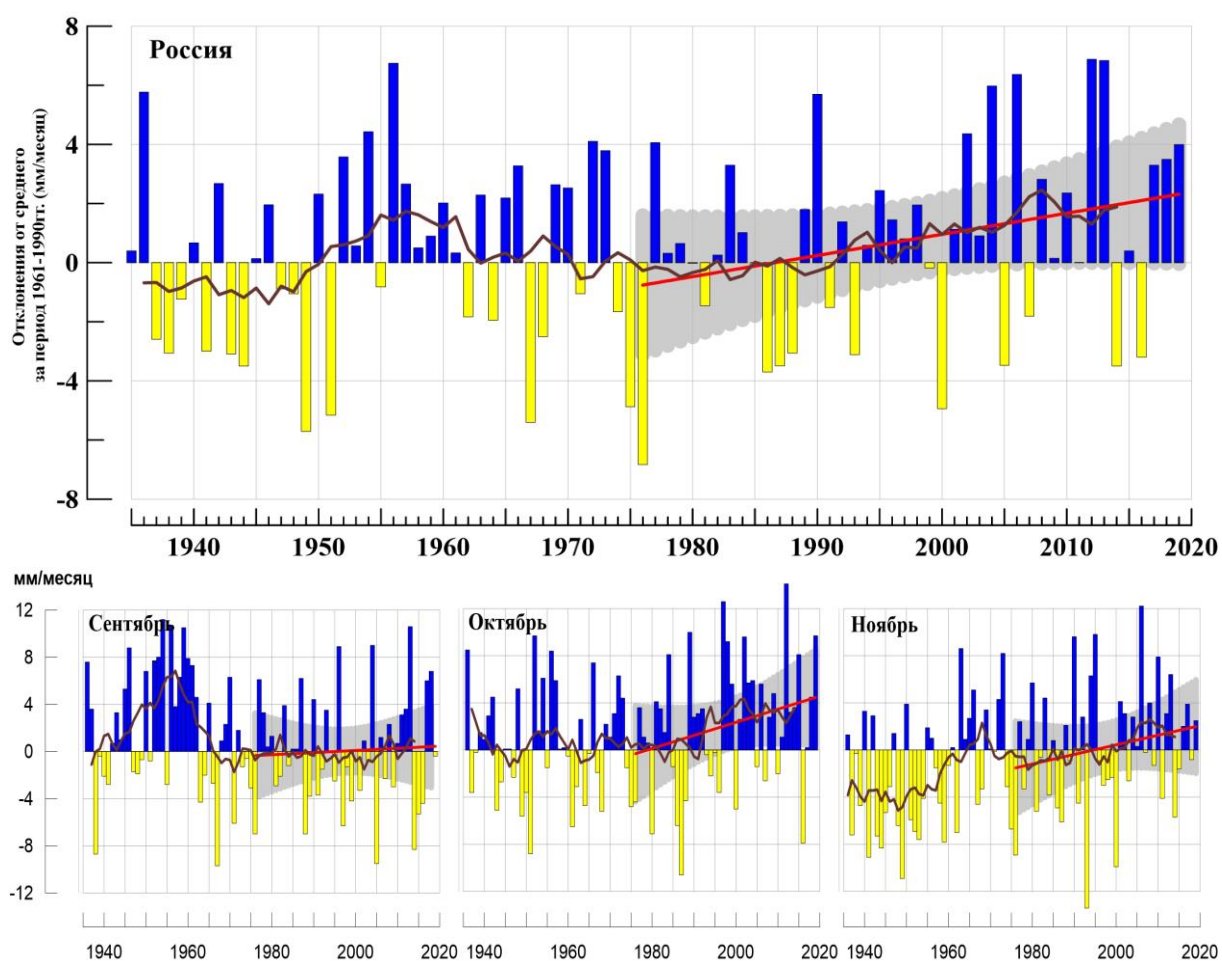 Россия
Отклонения от среднего
за период 1961-1990гг. (мм/месяц)
8
4
0
-4
-8
1940 1950 1960 1970 1980 1990 2000 2010 2020
мм/месяц
12
8
4
0
-4
-8
-12
Сентябрь
Октябрь
Ноябрь
1940 1960 1980 2000 2020
1940 1960 1980 2000 2020
1940 1960 1980 2000 2020